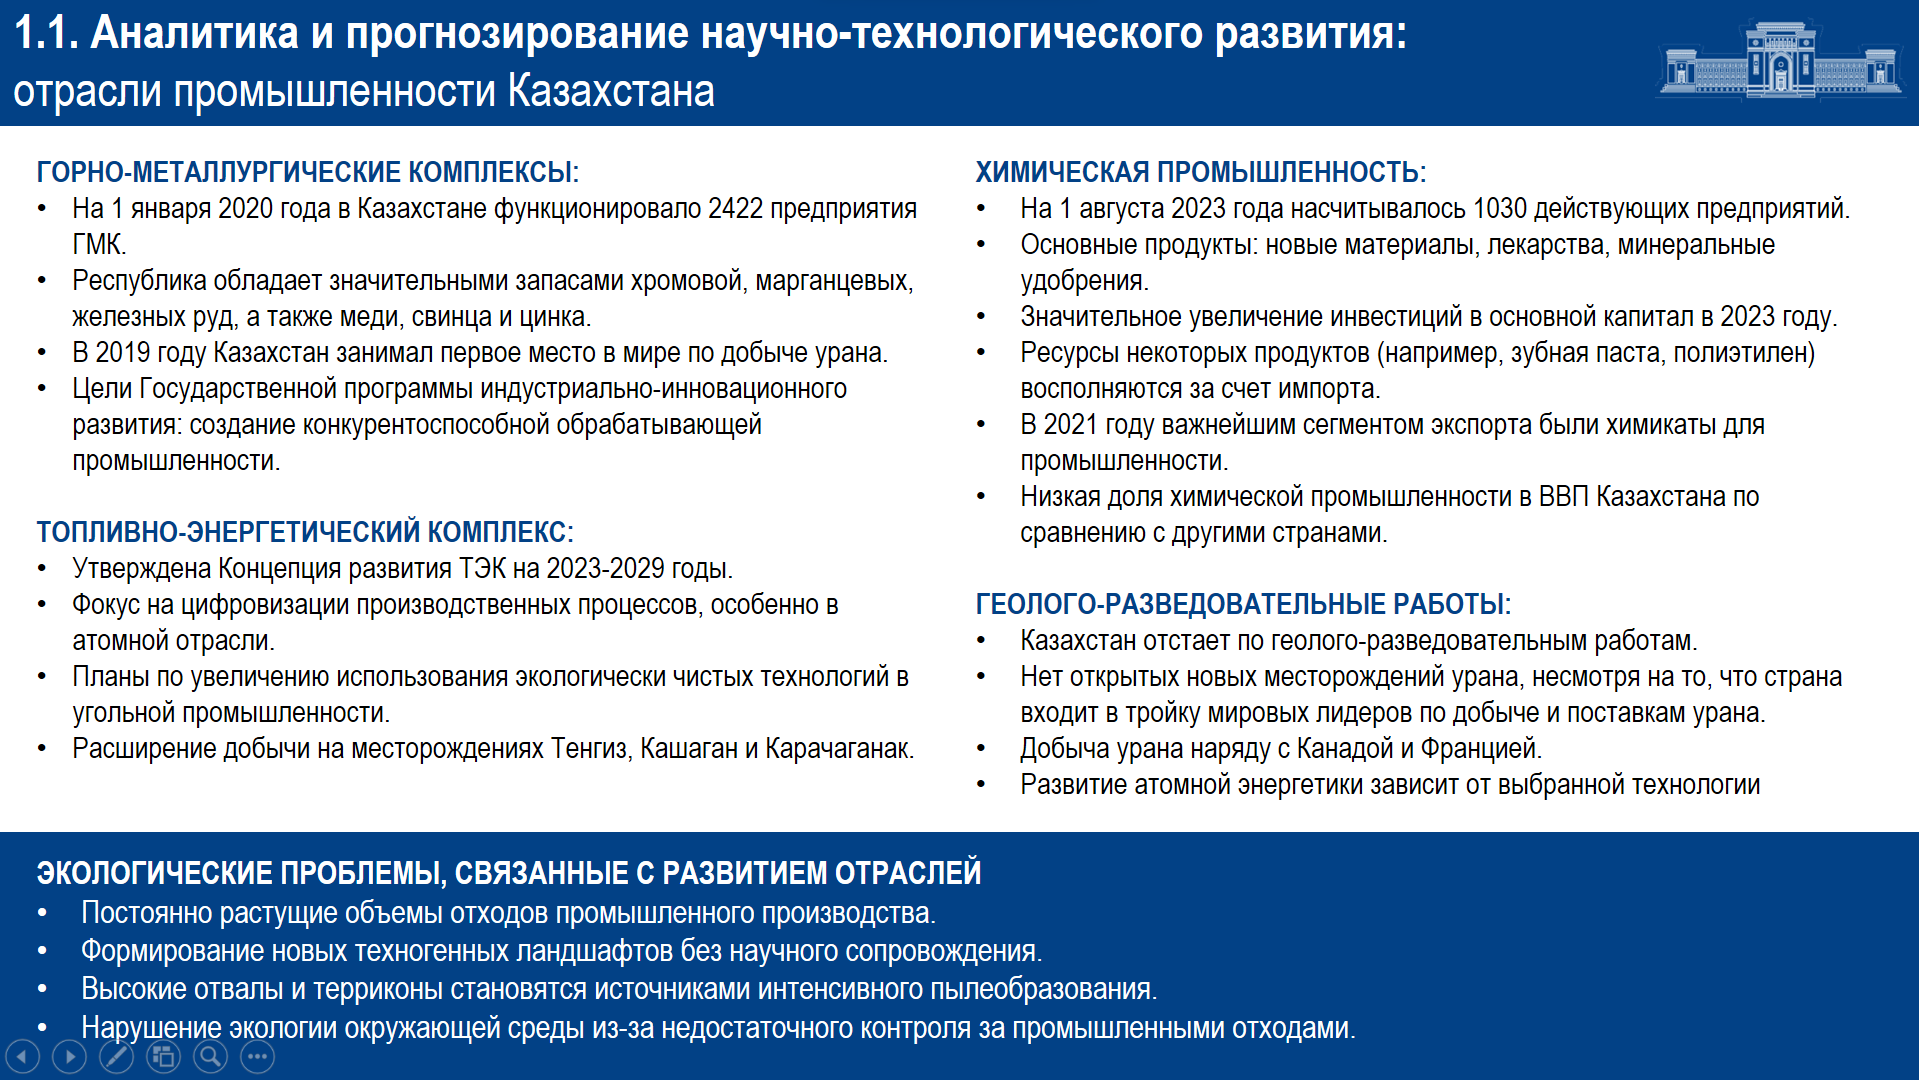 1.1. Аналитика и прогнозирование научно-технологического развития:
отрасли промышленности Казахстана
ГОРНО-МЕТАЛЛУРГИЧЕСКИЕ КОМПЛЕКСЫ:
• На 1 января 2020 года в Казахстане функционировало 2422 предприятия
ГМК.
• Республика обладает значительными запасами хромовой, марганцевых,
железных руд, а также меди, свинца и цинка.
• В 2019 году Казахстан занимал первое место в мире по добыче урана.
• Цели Государственной программы индустриально-инновационного
развития: создание конкурентоспособной обрабатывающей
промышленности.
ТОПЛИВНО-ЭНЕРГЕТИЧЕСКИЙ КОМПЛЕКС:
• Утверждена Концепция развития ТЭК на 2023-2029 годы.
• Фокус на цифровизации производственных процессов, особенно в
атомной отрасли.
• Планы по увеличению использования экологически чистых технологий в
угольной промышленности.
• Расширение добычи на месторождениях Тенгиз, Кашаган и Карачаганак.
ХИМИЧЕСКАЯ ПРОМЫШЛЕННОСТЬ:
• На 1 августа 2023 года насчитывалось 1030 действующих предприятий.
• Основные продукты: новые материалы, лекарства, минеральные
удобрения.
• Значительное увеличение инвестиций в основной капитал в 2023 году.
• Ресурсы некоторых продуктов (например, зубная паста, полиэтилен)
восполняются за счет импорта.
• В 2021 году важнейшим сегментом экспорта были химикаты для
промышленности.
• Низкая доля химической промышленности в ВВП Казахстана по
сравнению с другими странами.
ГЕОЛОГО-РАЗВЕДОВАТЕЛЬНЫЕ РАБОТЫ:
• Казахстан отстает по геолого-разведовательным работам.
• Нет открытых новых месторождений урана, несмотря на то, что страна
входит в тройку мировых лидеров по добыче и поставкам урана.
• Добыча урана наряду с Канадой и Францией.
• Развитие атомной энергетики зависит от выбранной технологии
ЭКОЛОГИЧЕСКИЕ ПРОБЛЕМЫ, СВЯЗАННЫЕ С РАЗВИТИЕМ ОТРАСЛЕЙ
• Постоянно растущие объемы отходов промышленного производства.
• Формирование новых техногенных ландшафтов без научного сопровождения.
• Высокие отвалы и терриконы становятся источниками интенсивного пылеобразования.
• Нарушение экологии окружающей среды из-за недостаточного контроля за промышленными отходами.